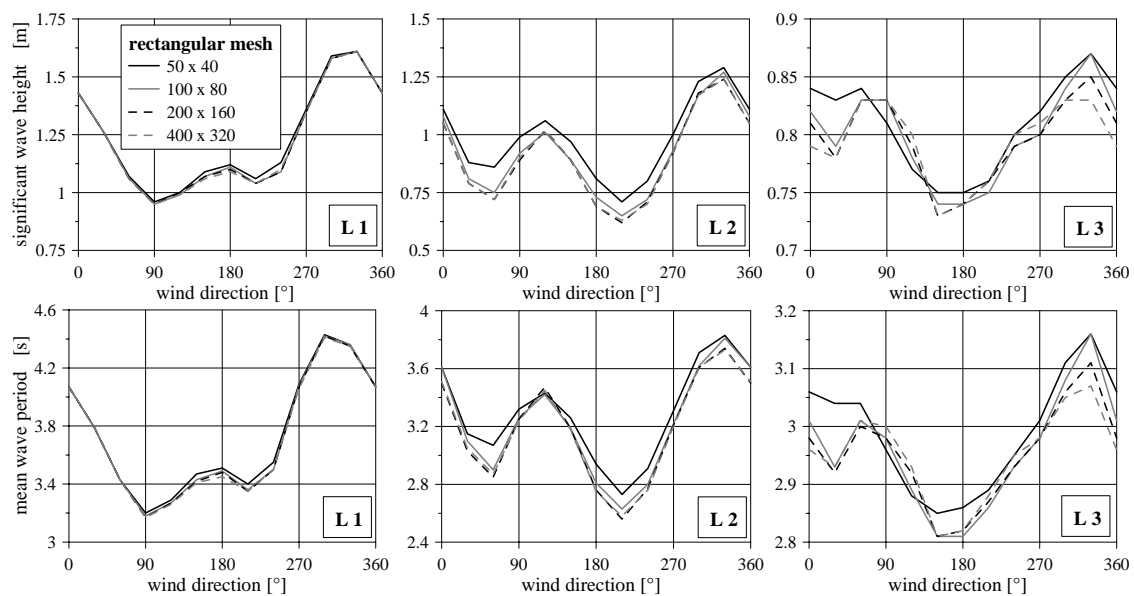 significant wave height [m]
1.75
1.5
1.25
1
0.75
rectangular mesh
50 x 40
100 x 80
200 x 160
400 x 320
L 1
0 90 180 270 360
wind direction [°]
1.5
1.25
1
0.75
0.5
L 2
0 90 180 270 360
wind direction [°]
0.9
0.85
0.8
0.75
0.7
L 3
0 90 180 270 360
wind direction [°]
mean wave period [s]
4.6
4.2
3.8
3.4
3
L 1
0 90 180 270 360
wind direction [°]
4
3.6
3.2
2.8
2.4
L 2
0 90 180 270 360
wind direction [°]
3.2
3.1
3
2.9
2.8
L 3
0 90 180 270 360
wind direction [°]